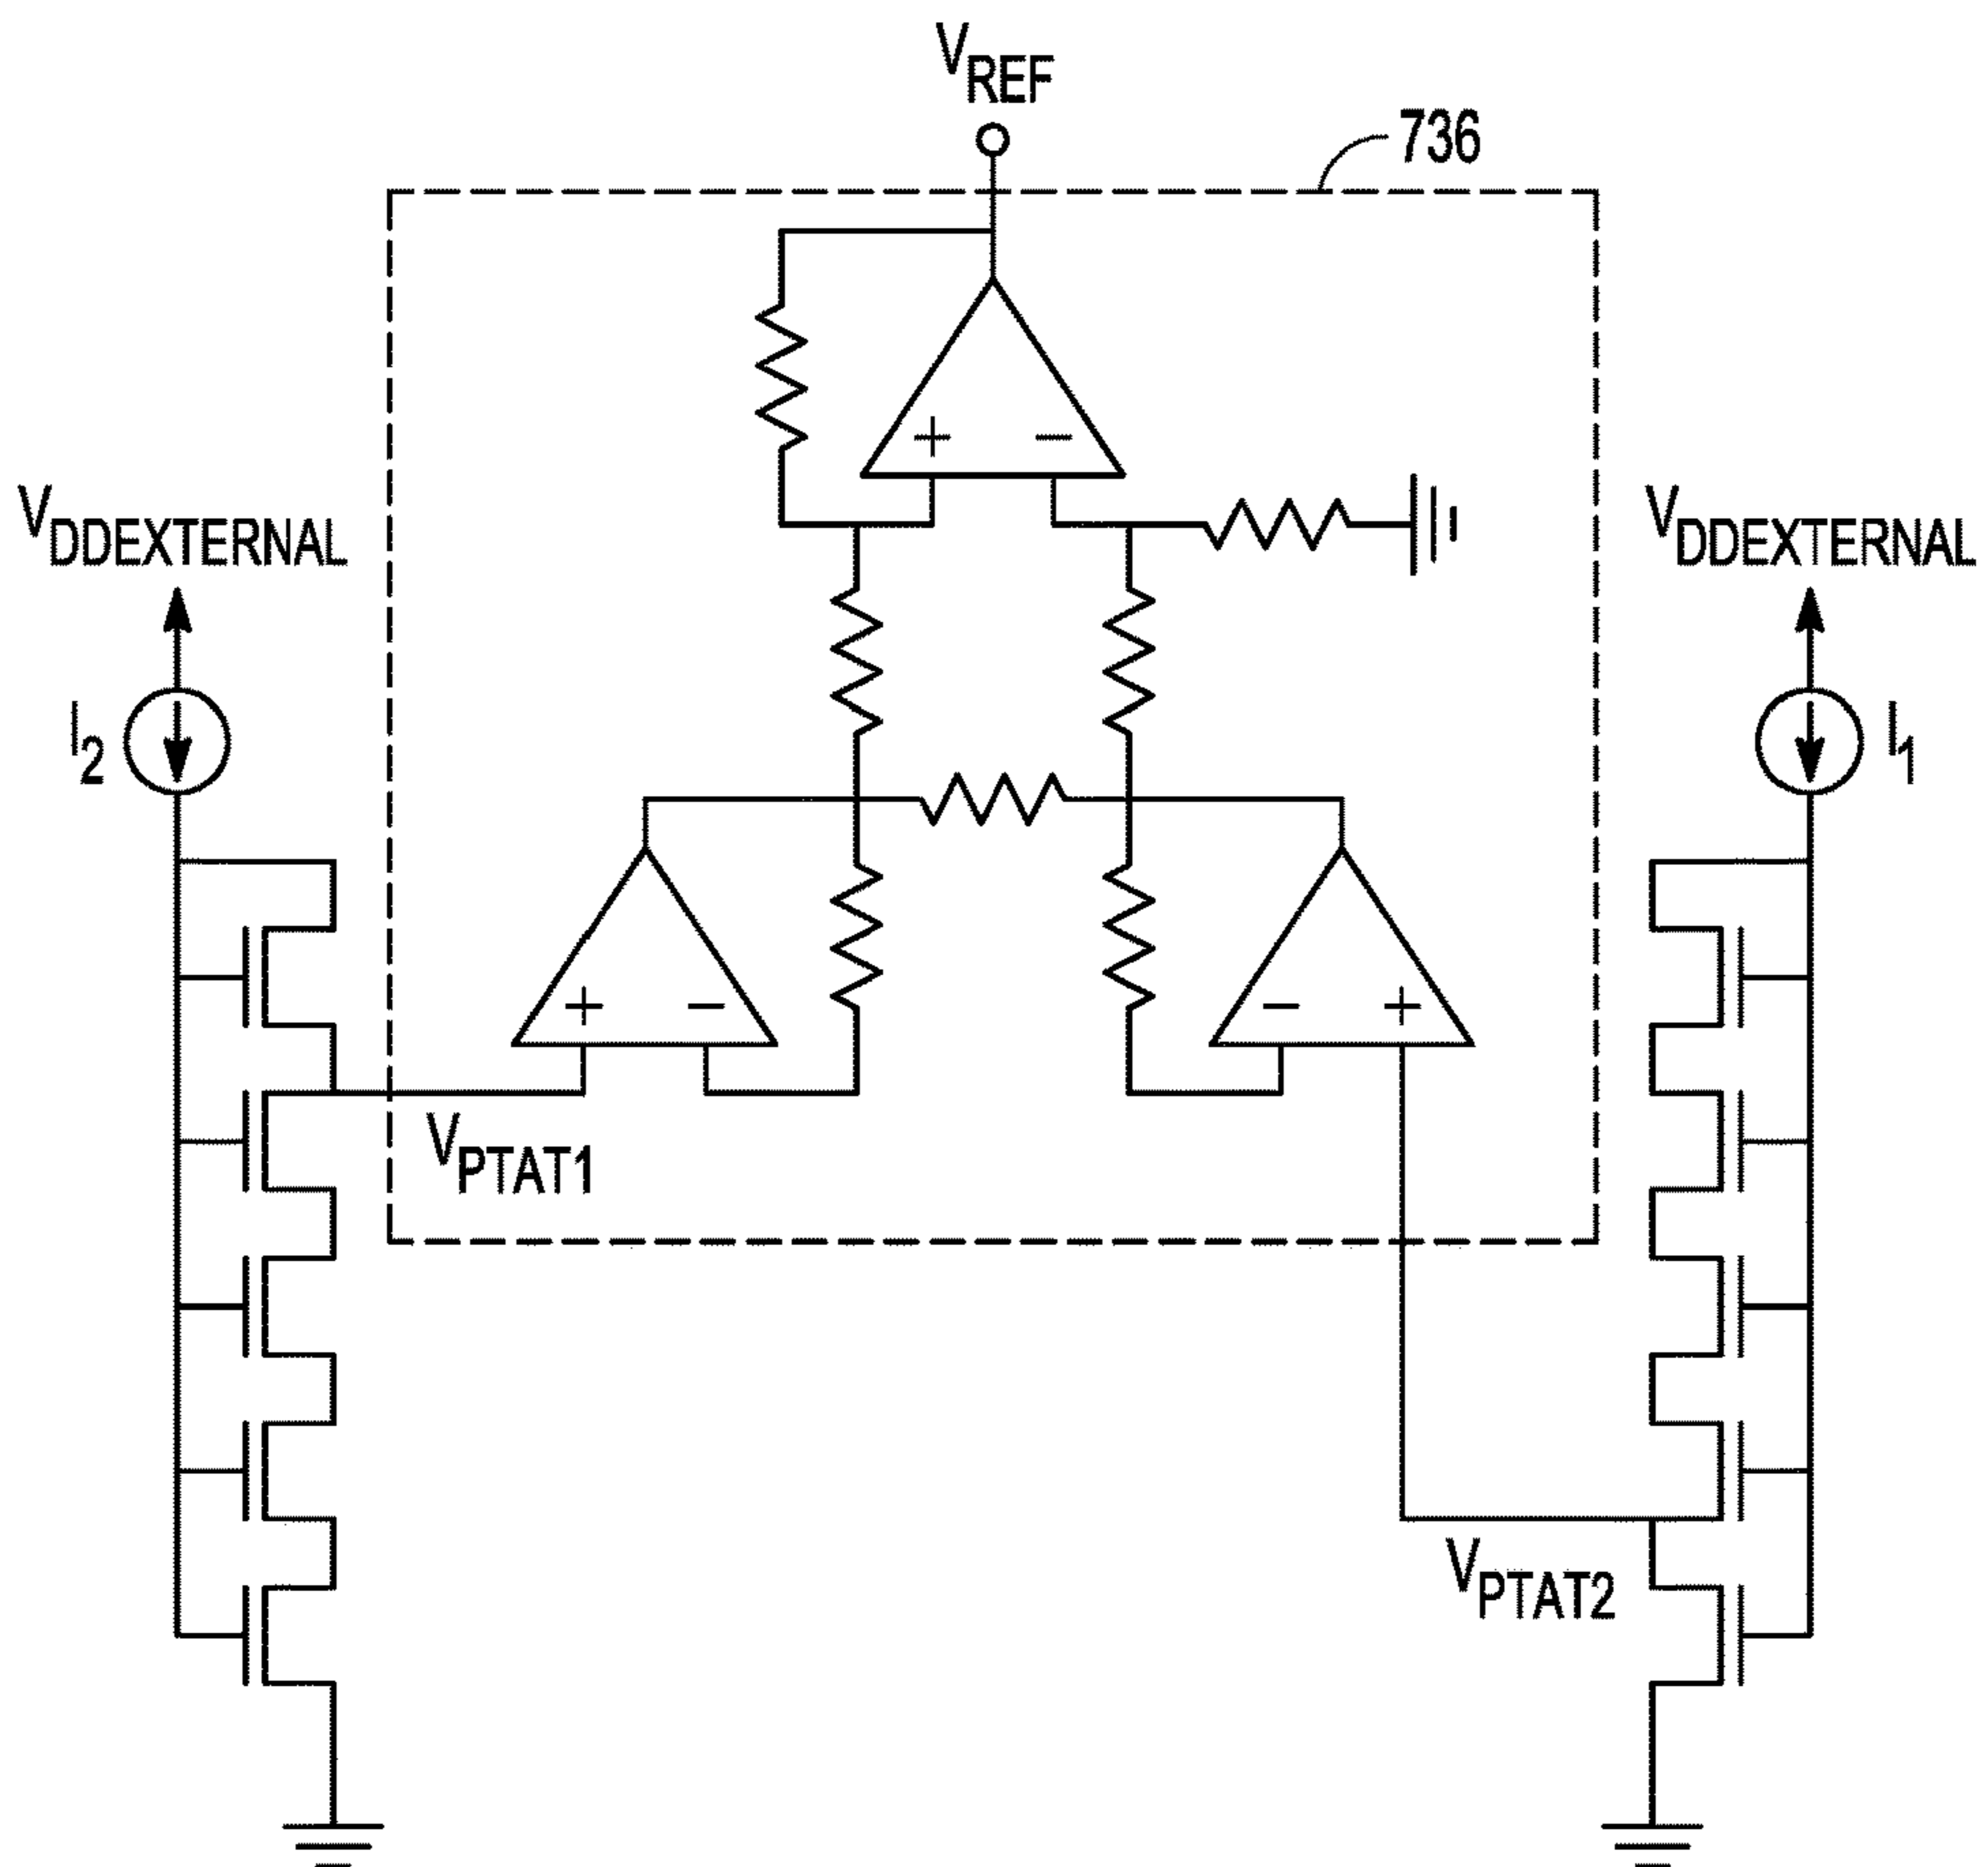 VREF
736
VDDEXTERNAL
VDDEXTERNAL
+ −
I2
I1
+ −
− +
VPTAT1
VPTAT2